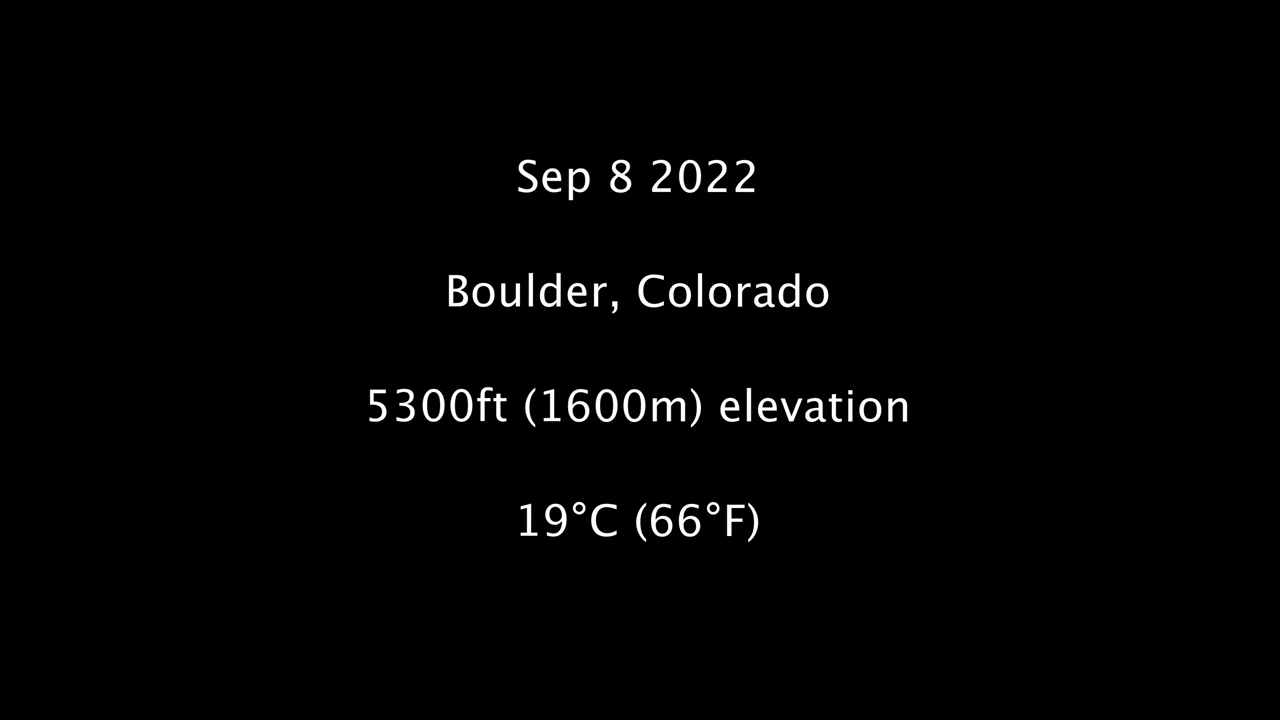 Sep 8 2022
Boulder, Colorado
5300ft (1600m) elevation
19°C (66°F)